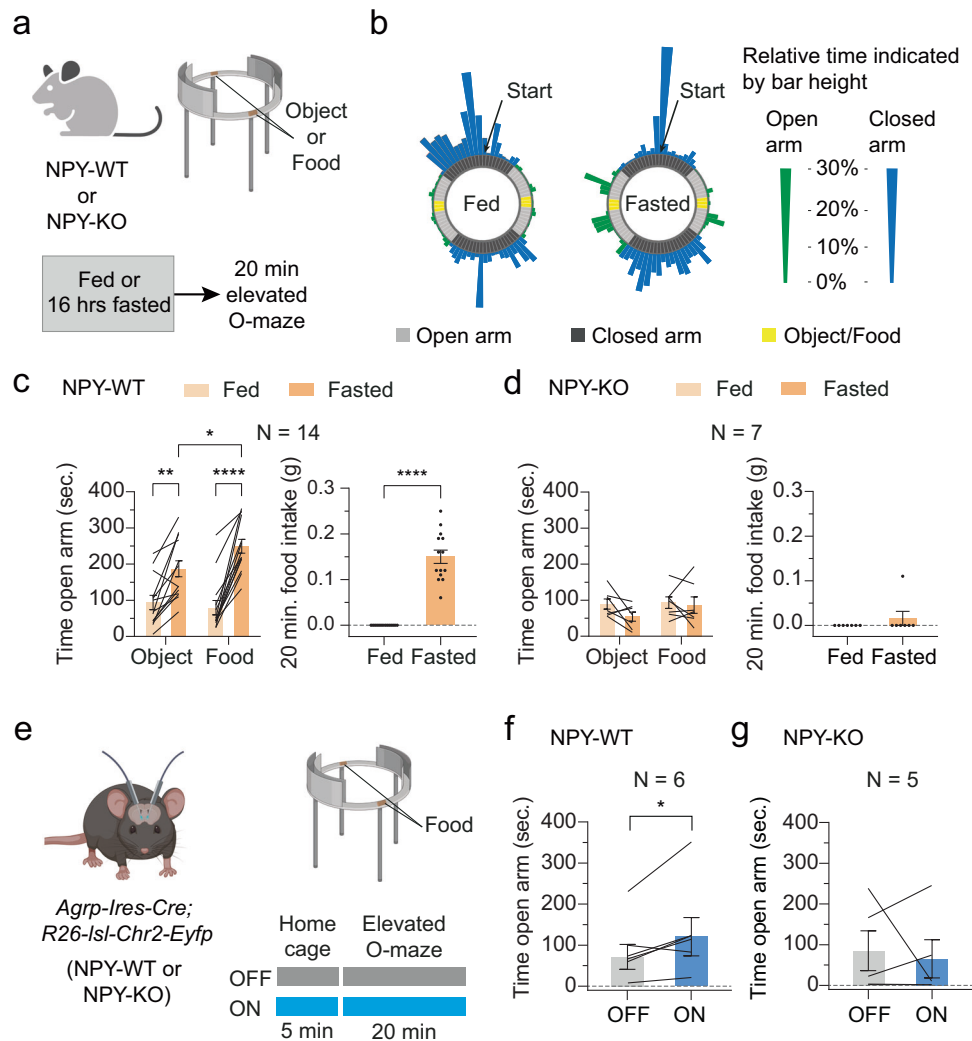 a
Object
or
Food
NPY-WT
or
NPY-KO
Fed or
16 hrs fasted
20 min
elevated
O-maze
b
Start
Start
Fed
Fasted
Relative time indicated
by bar height
Open
arm
Closed
arm
30%
20%
10%
0%
Open arm
Closed arm
Object/Food
c
NPY-WT
Fed
Fasted
N = 14
*
**
****
Time open arm (sec.)
400
300
200
100
0
Object
Food
****
20 min. food intake (g)
0.3
0.2
0.1
0.0
Fed
Fasted
d
NPY-KO
Fed
Fasted
N = 7
Time open arm (sec.)
400
300
200
100
0
Object
Food
20 min. food intake (g)
0.3
0.2
0.1
0.0
Fed
Fasted
e
Agrp-Ires-Cre;
R26-lsl-Chr2-Eyfp
(NPY-WT or
NPY-KO)
Food
Home
cage
Elevated
O-maze
OFF
ON
5 min
20 min
f
NPY-WT
N = 6
*
Time open arm (sec.)
400
300
200
100
0
OFF
ON
g
NPY-KO
N = 5
Time open arm (sec.)
400
300
200
100
0
OFF
ON